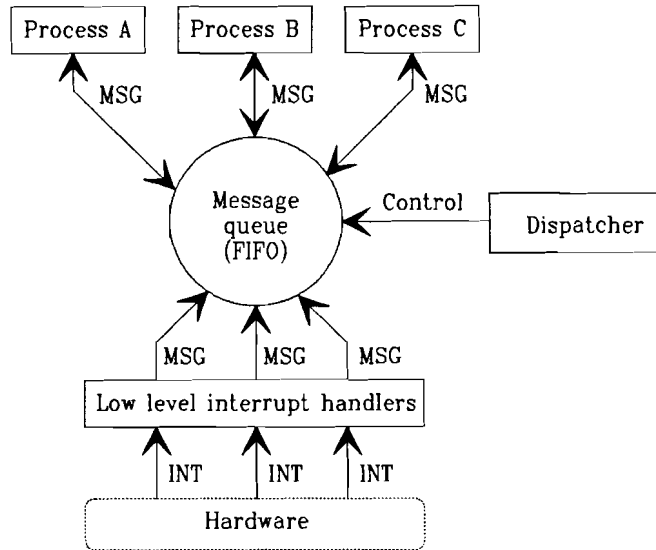 Process A
Process B
Process C
MSG
MSG
MSG
Message
queue
(FIFO)
Control
Dispatcher
MSG
MSG
MSG
Low level interrupt handlers
INT
INT
INT
Hardware